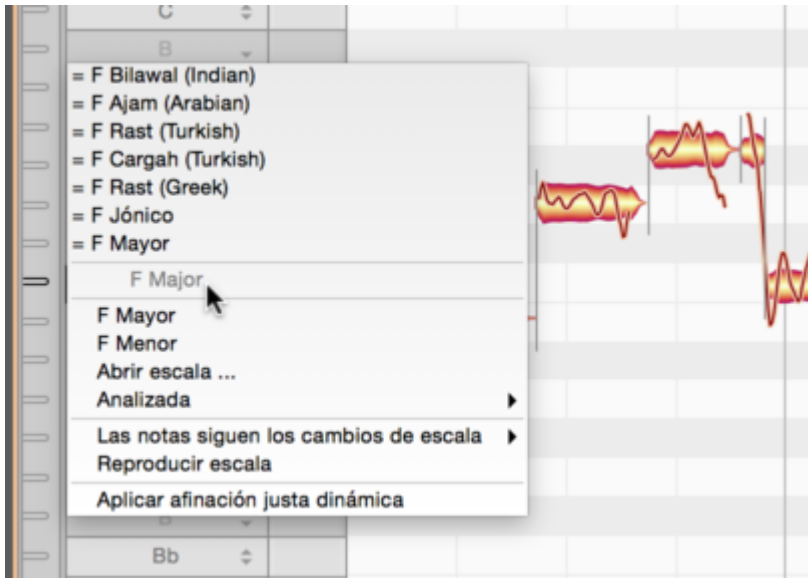 C
B
= F Bilawal (Indian)
= F Ajam (Arabian)
= F Rast (Turkish)
= F Cargah (Turkish)
= F Rast (Greek)
= F Jónico
= F Mayor
F Major
F Mayor
F Menor
Abrir escala ...
Analizada
Las notas siguen los cambios de escala
Reproducir escala
Aplicar afinación justa dinámica
B
Bb